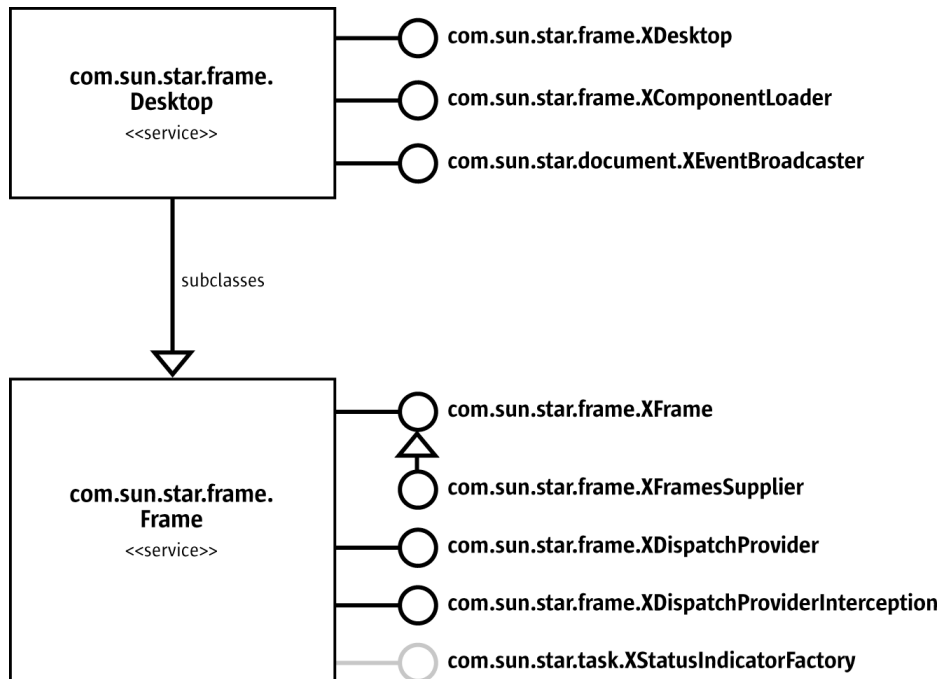 com.sun.star.frame.
Desktop
<<service>>
com.sun.star.frame.XDesktop
com.sun.star.frame.XComponentLoader
com.sun.star.document.XEventBroadcaster
subclasses
com.sun.star.frame.
Frame
<<service>>
com.sun.star.frame.XFrame
com.sun.star.frame.XFramesSupplier
com.sun.star.frame.XDispatchProvider
com.sun.star.frame.XDispatchProviderInterception
com.sun.star.task.XStatusIndicatorFactory